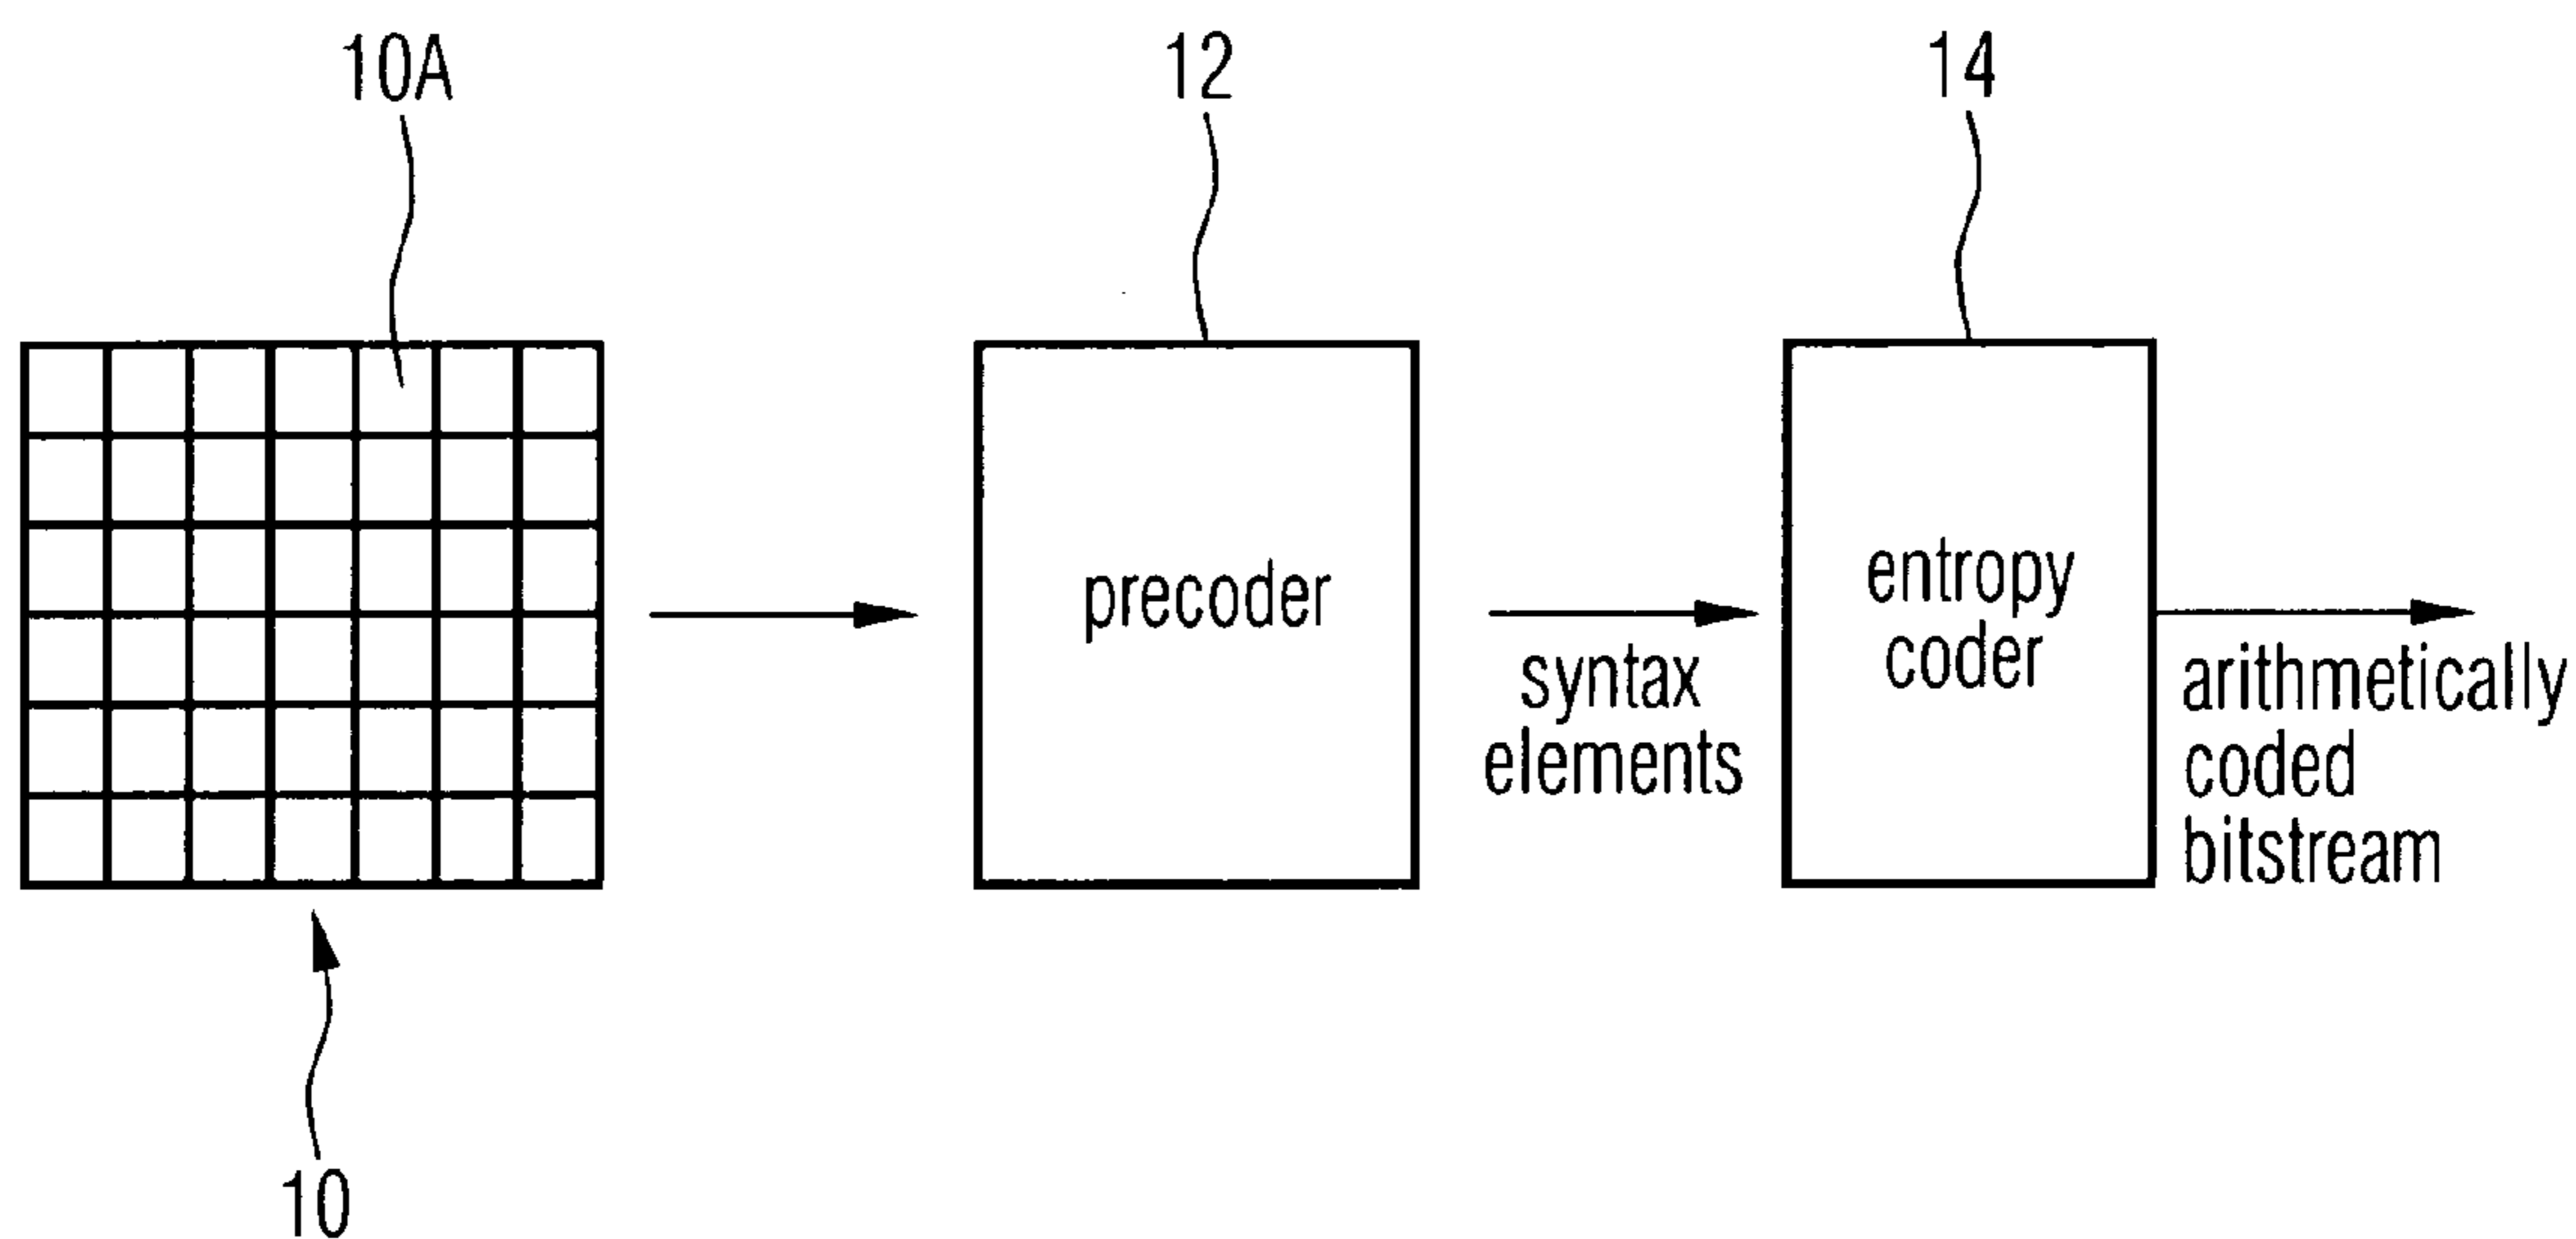 10A
12
14
precoder
syntax
elements
entropy
coder
arithmetically
coded
bitstream
10